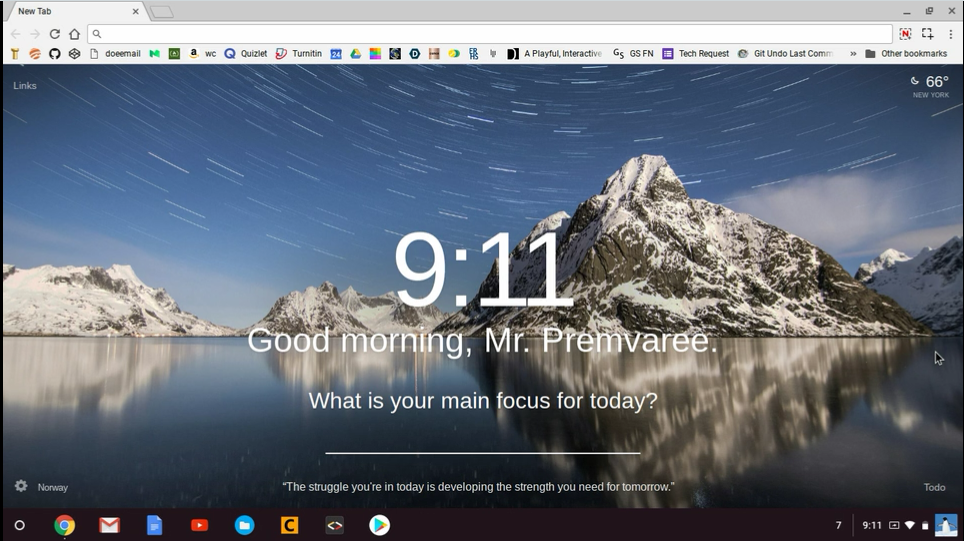 New Tab
doeemail wc Quizlet Turnitin A Playful, Interactive GS FN Tech Request Git Undo Last Comm » Other bookmarks
Links
66°
NEW YORK
9:11
Good morning, Mr. Premvaree.
What is your main focus for today?
Norway
“The struggle you're in today is developing the strength you need for tomorrow.”
Todo
7 9:11